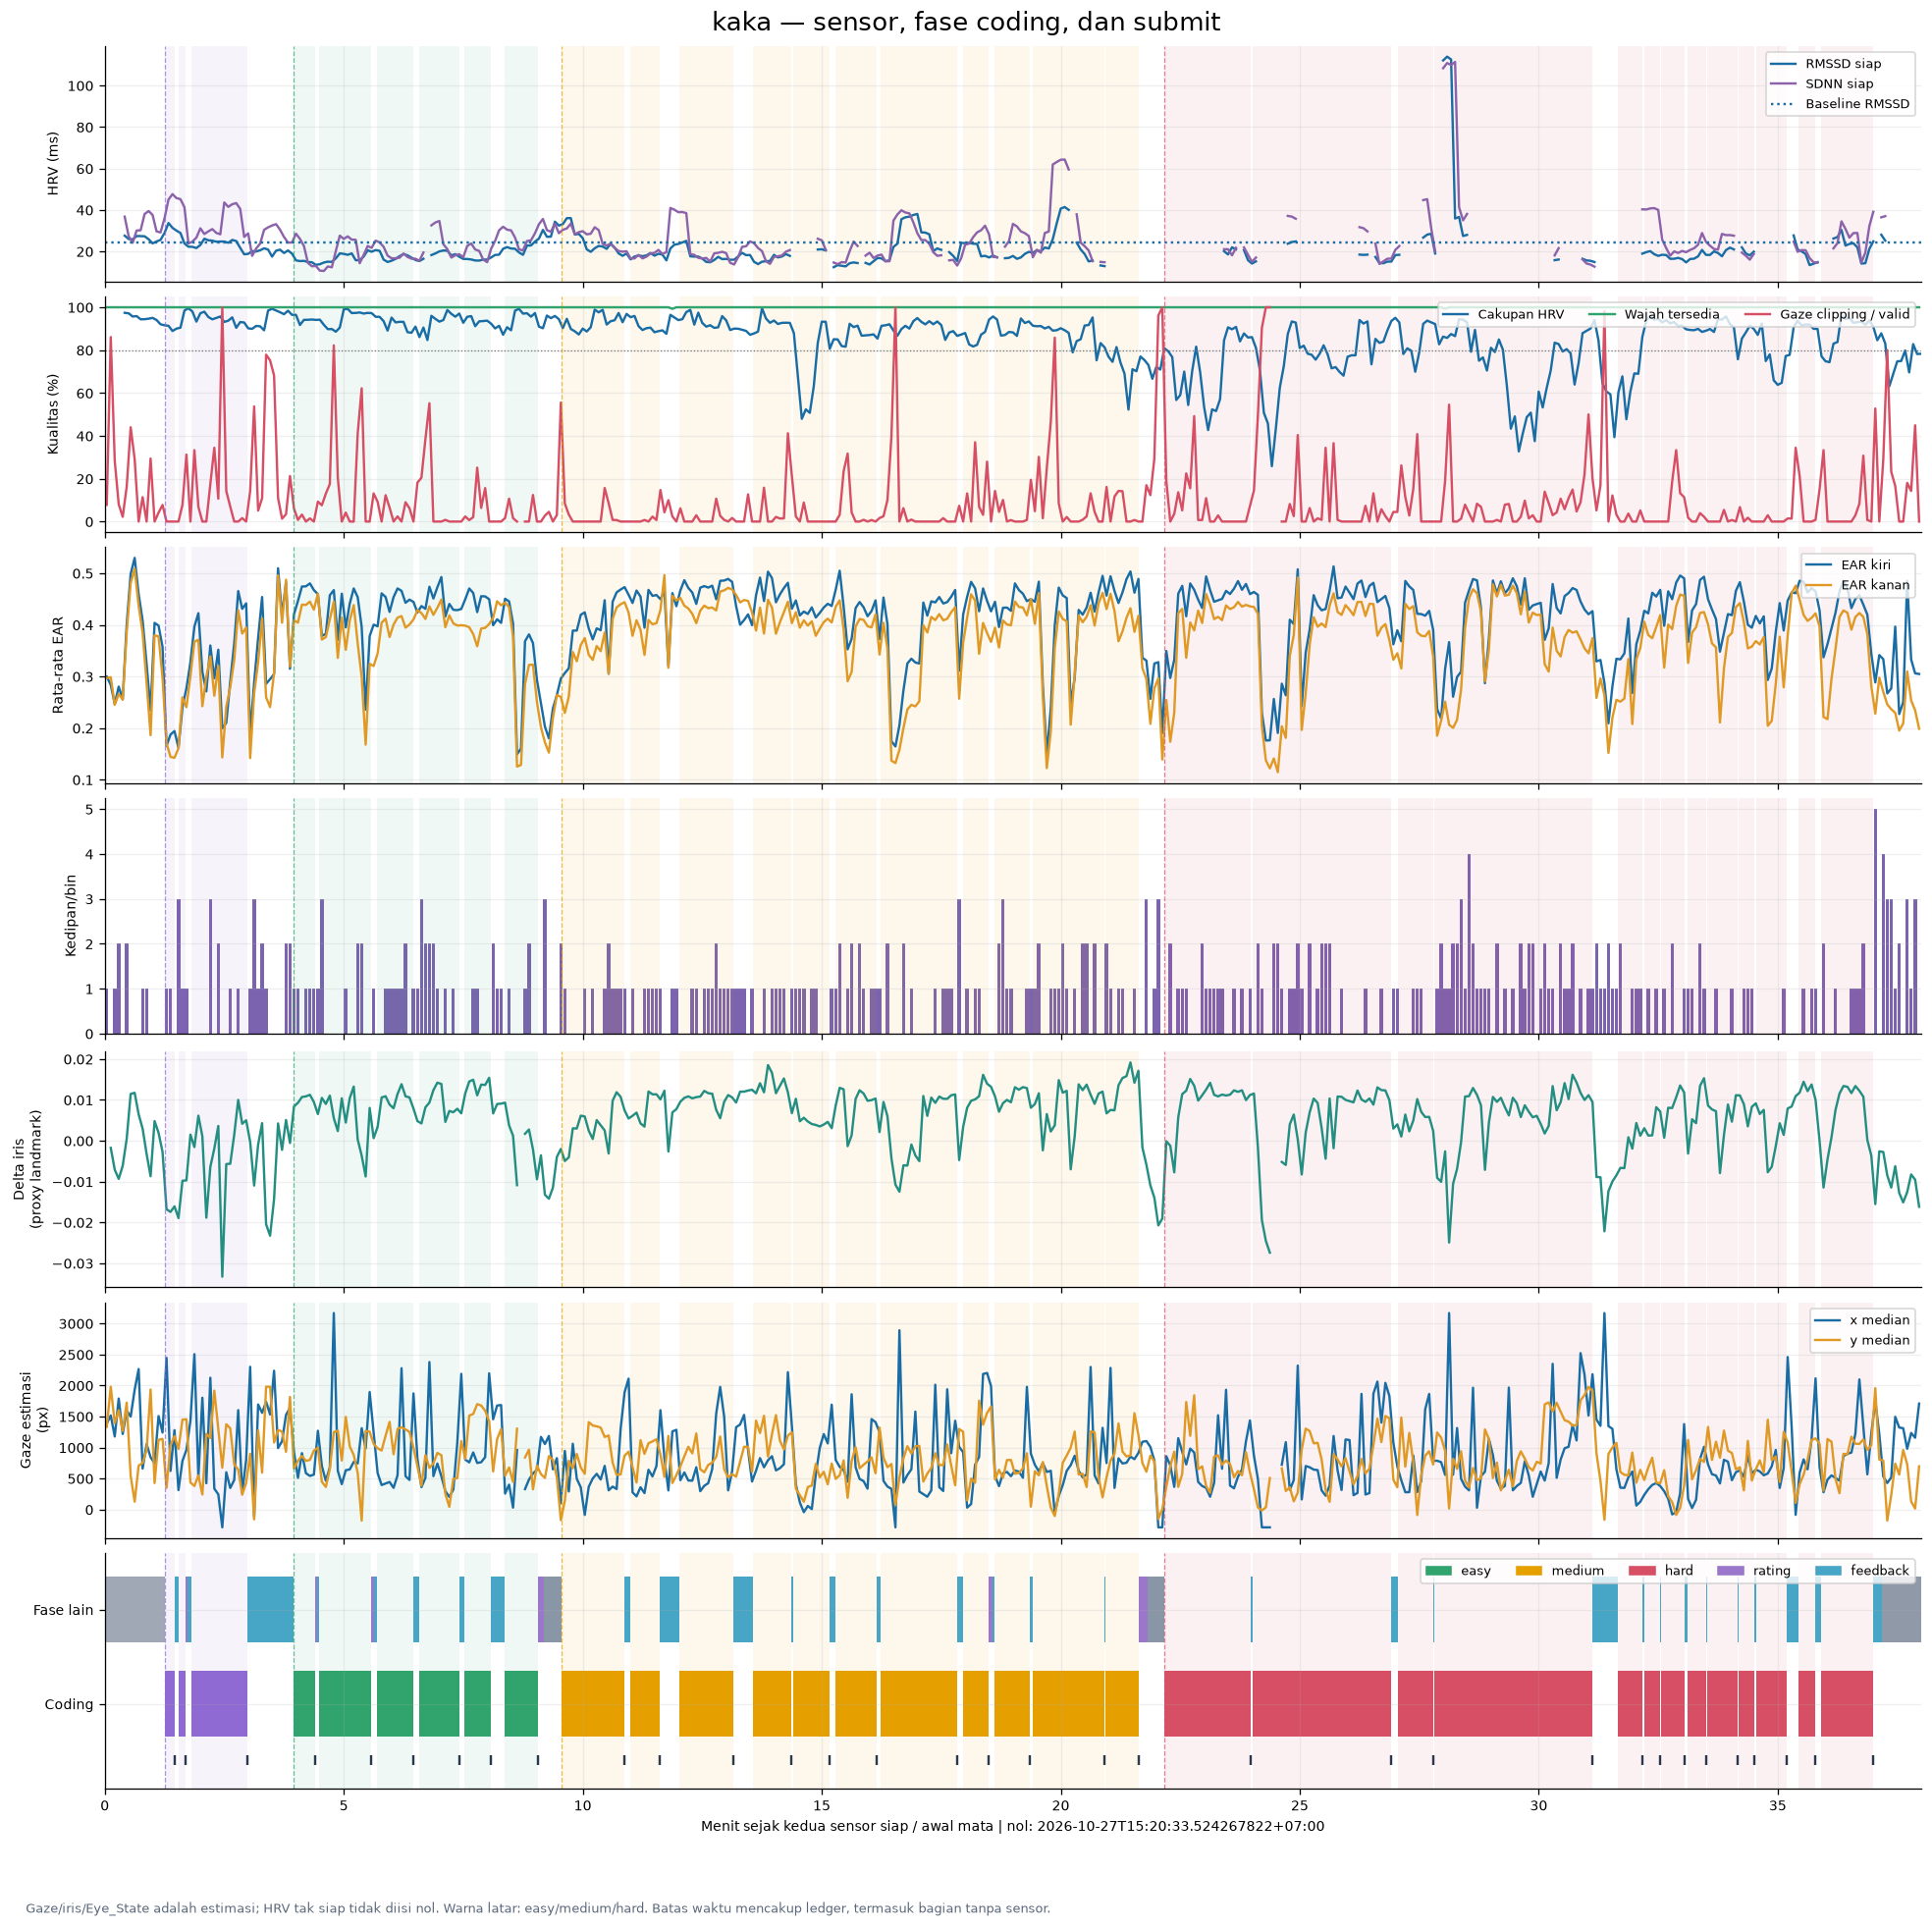 kaka — sensor, fase coding, dan submit
HRV (ms)
100
80
60
40
20
RMSSD siap
SDNN siap
Baseline RMSSD
Kualitas (%)
100
80
60
40
20
0
Cakupan HRV
Wajah tersedia
Gaze clipping / valid
Rata-rata EAR
0.5
0.4
0.3
0.2
0.1
EAR kiri
EAR kanan
Kedipan/bin
5
4
3
2
1
0
Delta iris
(proxy landmark)
0.02
0.01
0.00
−0.01
−0.02
−0.03
Gaze estimasi
(px)
3000
2500
2000
1500
1000
500
0
x median
y median
easy
medium
hard
rating
feedback
Fase lain
Coding
0
5
10
15
20
25
30
35
Menit sejak kedua sensor siap / awal mata | nol: 2026-10-27T15:20:33.524267822+07:00
Gaze/iris/Eye_State adalah estimasi; HRV tak siap tidak diisi nol. Warna latar: easy/medium/hard. Batas waktu mencakup ledger, termasuk bagian tanpa sensor.